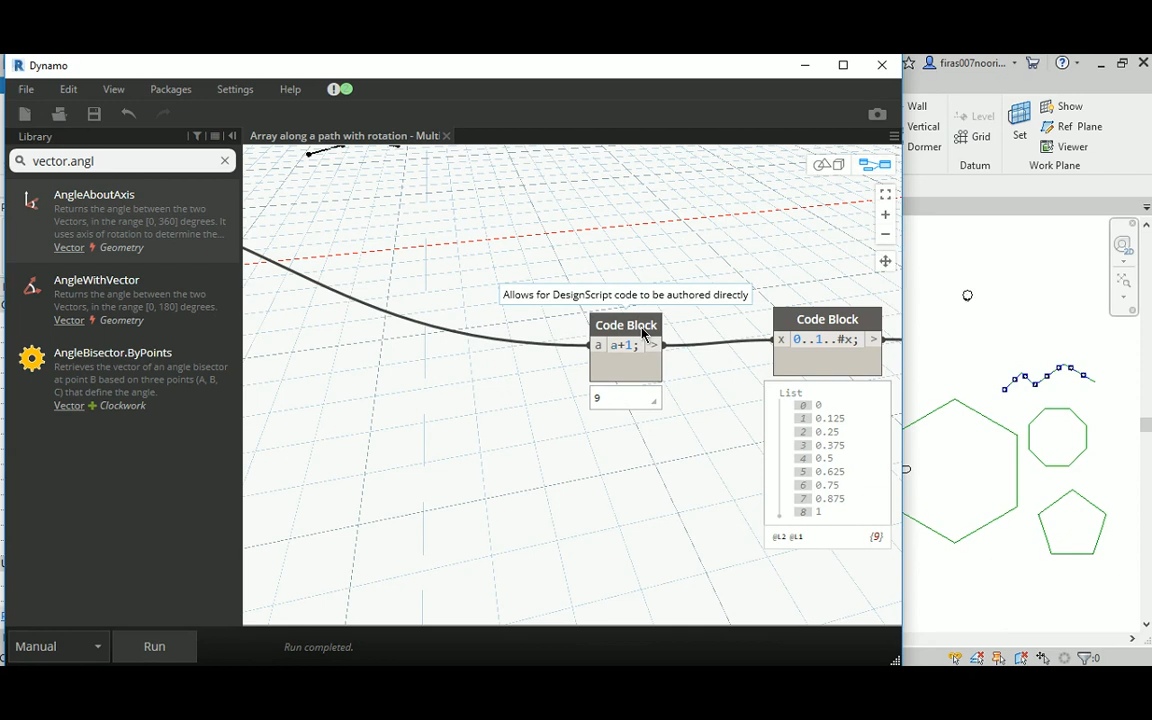 Dynamo
File Edit View Packages Settings Help !
Library
Array along a path with rotation - Multi
vector.angl
AngleAboutAxis
Returns the angle between the two
Vectors, in the range [0, 360] degrees. It
uses axis of rotation to determine the...
Vector Geometry
AngleWithVector
Returns the angle between the two
Vectors, in the range [0, 180] degrees.
Vector Geometry
AngleBisector.ByPoints
Retrieves the vector of an angle bisector
at point B based on three points (A, B,
C) that define the angle.
Vector Clockwork
Allows for DesignScript code to be authored directly
Code Block
a a+1; >
9
Code Block
x 0..1..#x; >
List
0 0
1 0.125
2 0.25
3 0.375
4 0.5
5 0.625
6 0.75
7 0.875
8 1
@L2 @L1 {9}
Manual
Run
Run completed.
firas007noori...
Wall
Vertical
Dormer
Level
Grid
Datum
Set
Show
Ref Plane
Viewer
Work Plane
2D
:0